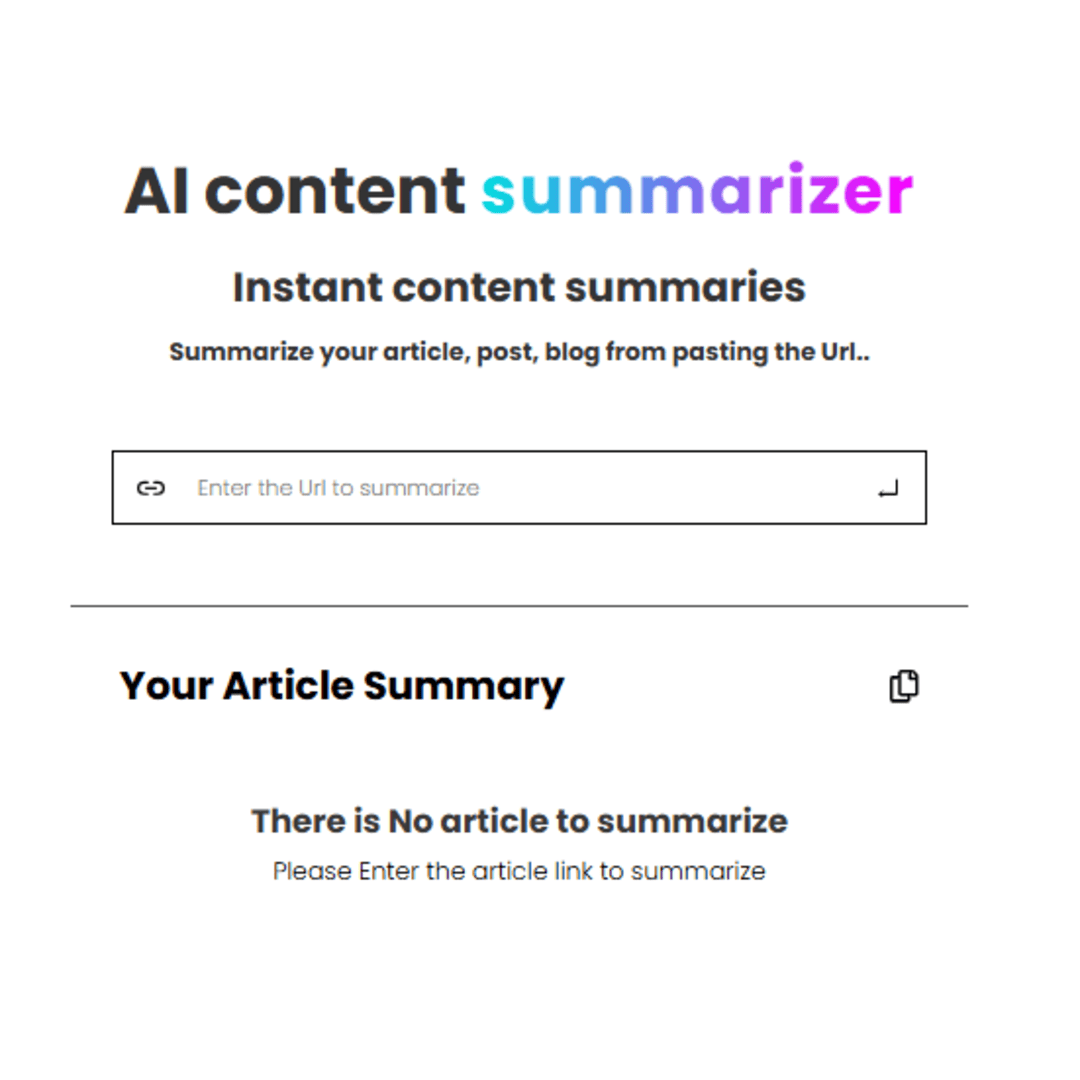 AI content summarizer
Instant content summaries
Summarize your article, post, blog from pasting the Url..
Enter the Url to summarize
Your Article Summary
There is No article to summarize
Please Enter the article link to summarize